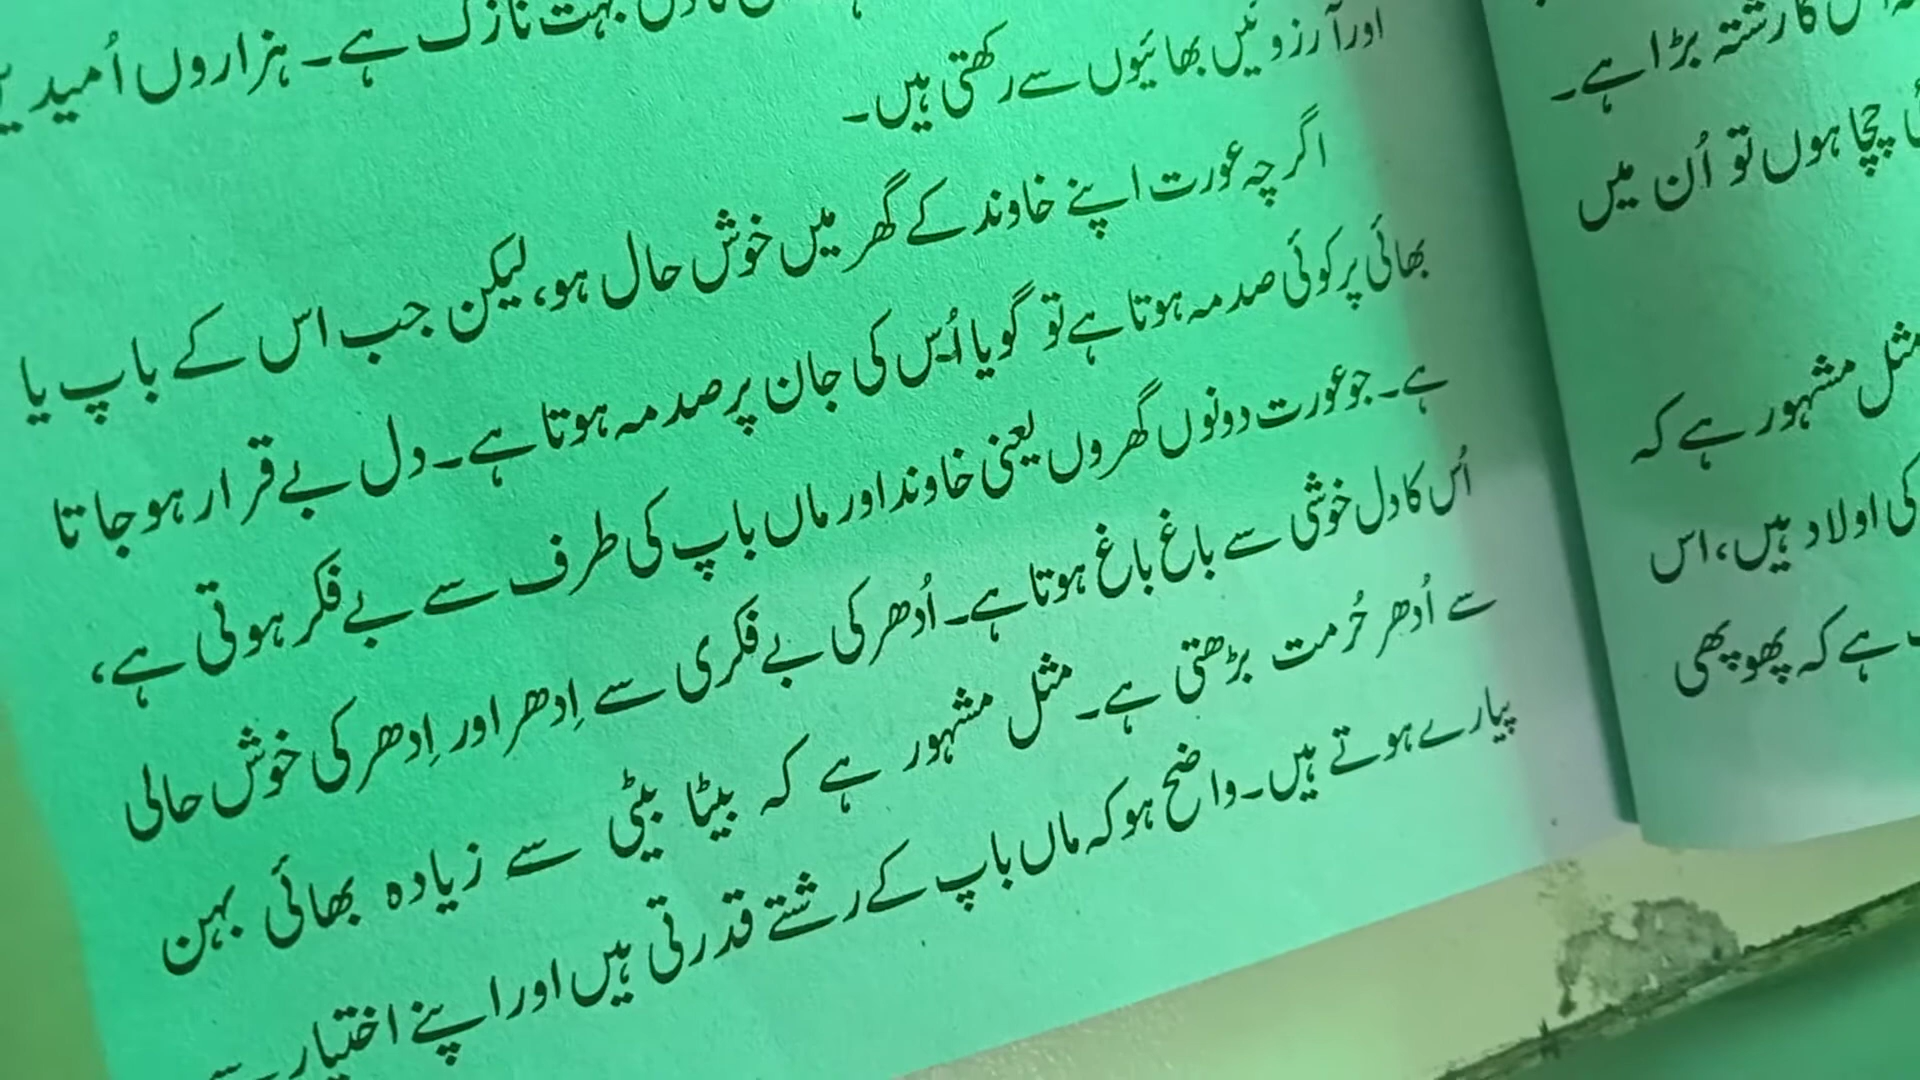 بہت نازک ہے۔ ہزاروں اُمیدیں
اور آرزوئیں بھائیوں سے رکھتی ہیں۔
اگرچہ عورت اپنے خاوند کے گھر میں خوش حال ہو، لیکن جب اس کے باپ یا
بھائی پر کوئی صدمہ ہوتا ہے تو گویا اُس کی جان پر صدمہ ہوتا ہے۔ دل بے قرار ہو جاتا
ہے۔ جو عورت دونوں گھروں یعنی خاوند اور ماں باپ کی طرف سے بے فکر ہوتی ہے،
اُس کا دل خوشی سے باغ باغ ہوتا ہے۔ اُدھر کی بے فکری سے اِدھر اور اِدھر کی خوش حالی
سے اُدھر حُرمت بڑھتی ہے۔ مثل مشہور ہے کہ بیٹا بیٹی سے زیادہ بھائی بہن
پیارے ہوتے ہیں۔ واضح ہو کہ ماں باپ کے رشتے قدرتی ہیں اور اپنے اختیار سے
کا رشتہ بڑا ہے۔
چچا ہوں تو اُن میں
مثل مشہور ہے کہ
کی اولاد ہیں، اس
ہے کہ پھوپھی